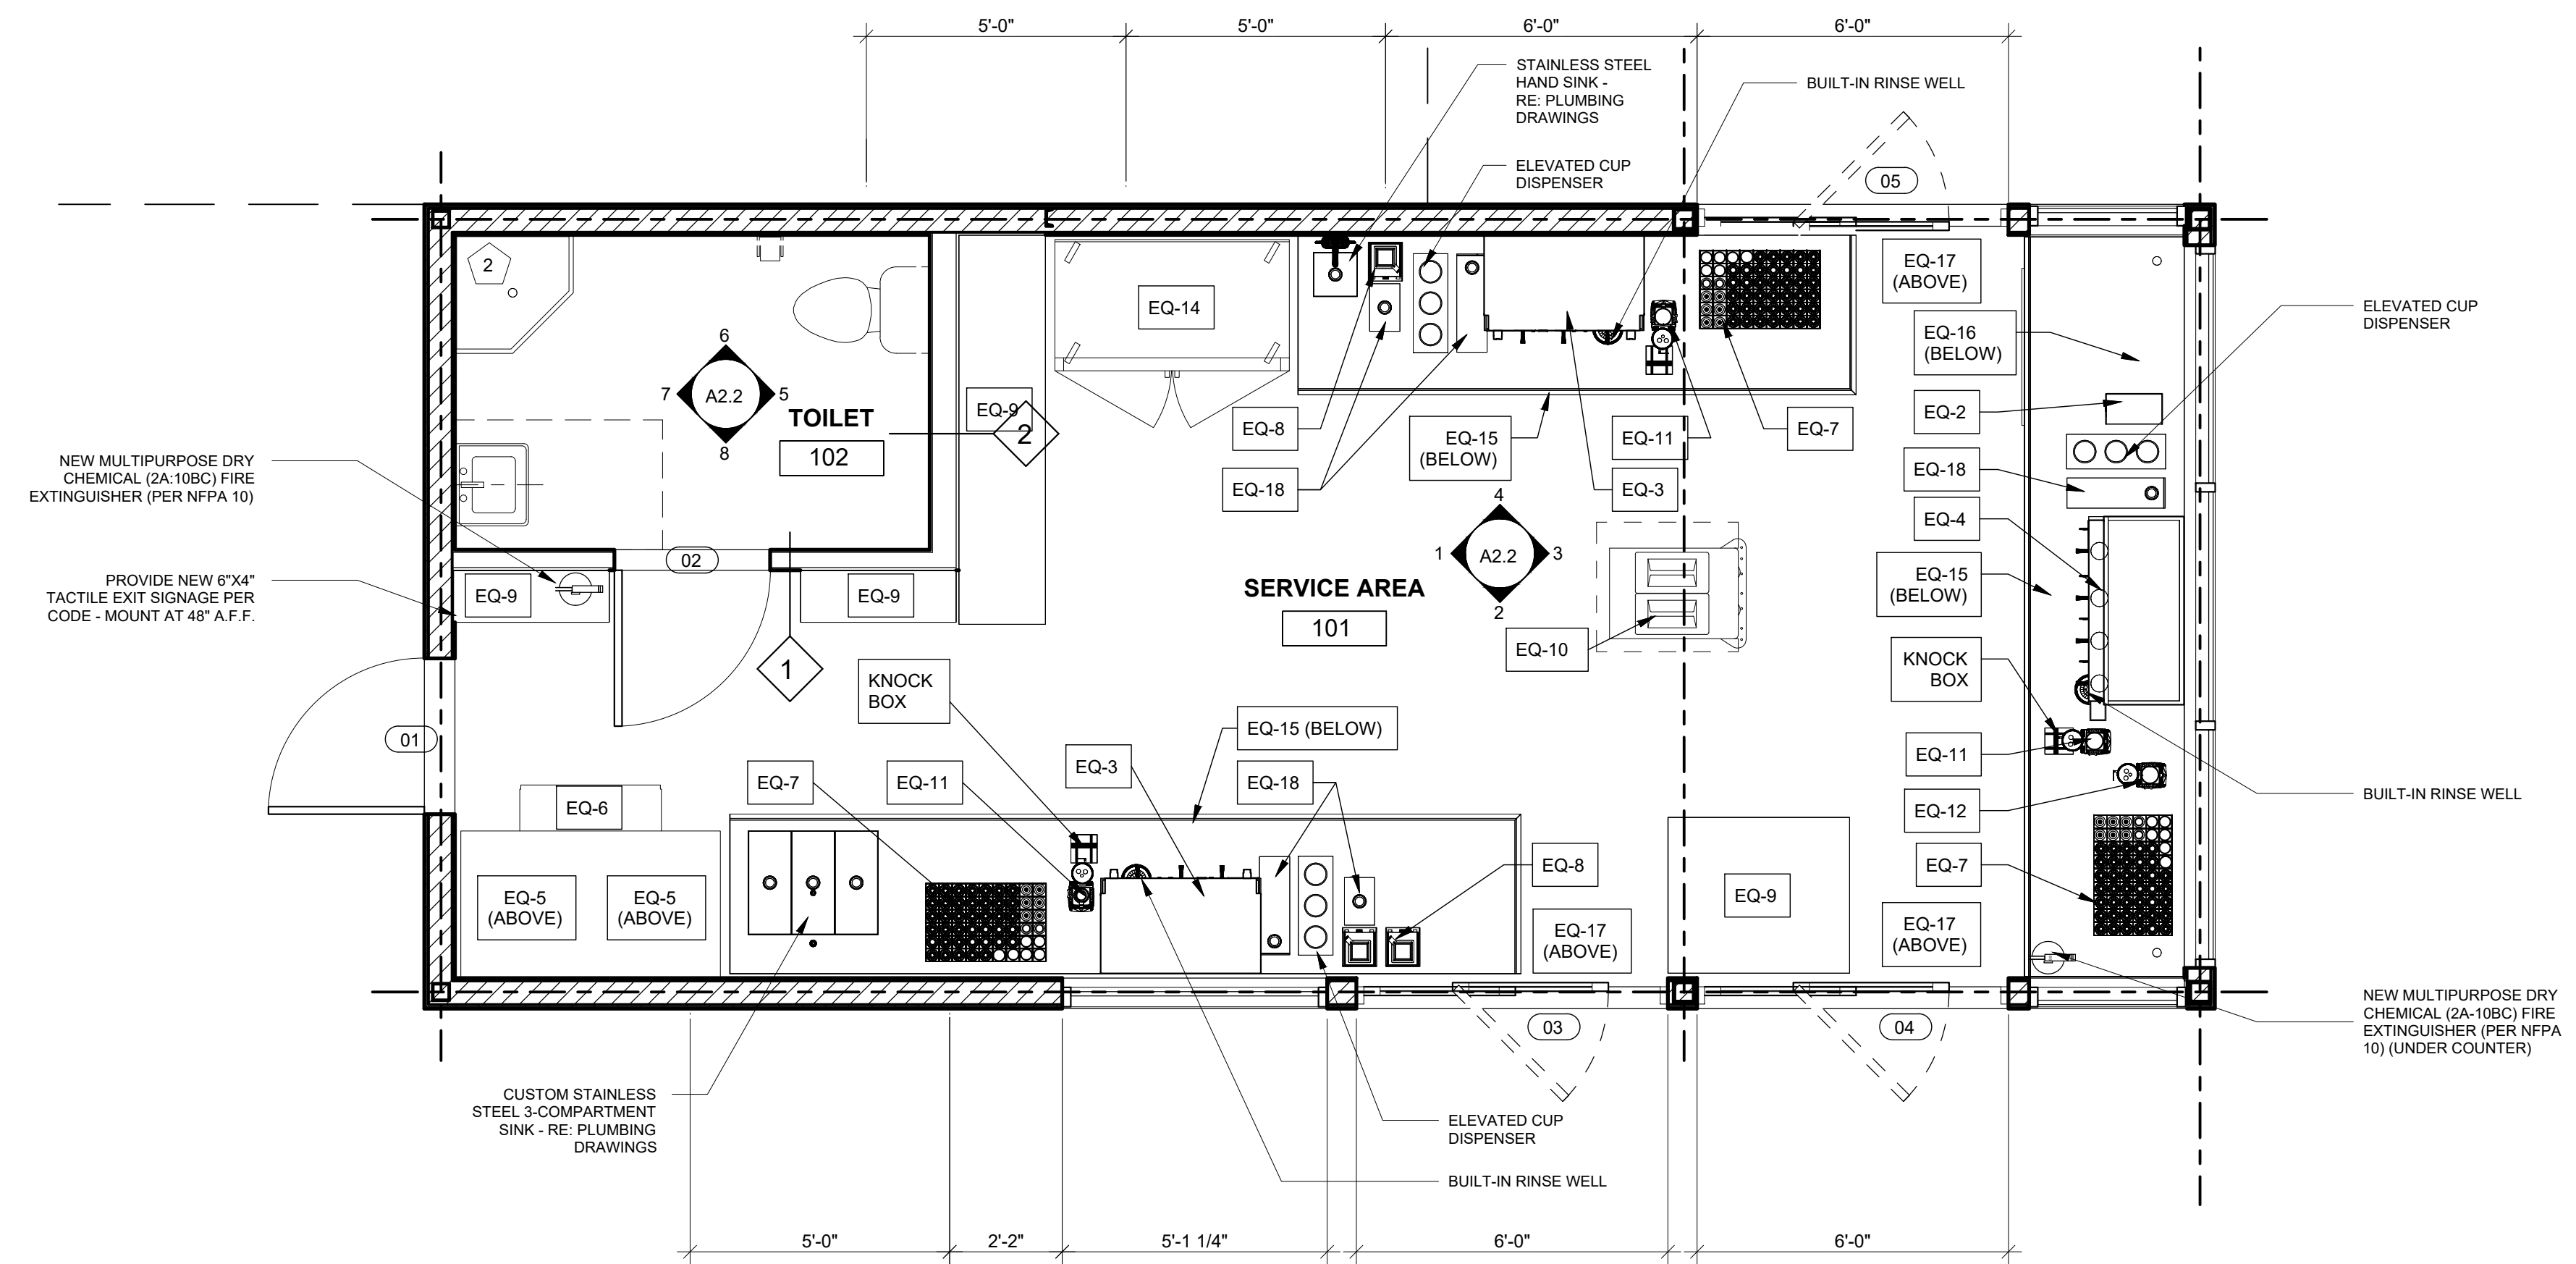 5'-0"
5'-0"
6'-0"
6'-0"
STAINLESS STEEL
HAND SINK -
RE: PLUMBING
DRAWINGS
BUILT-IN RINSE WELL
ELEVATED CUP
DISPENSER
05
2
EQ-14
EQ-17
(ABOVE)
EQ-16
(BELOW)
ELEVATED CUP
DISPENSER
6
7
A2.2
5
8
TOILET
102
EQ-9
2
EQ-8
EQ-15
(BELOW)
EQ-11
EQ-7
EQ-2
EQ-18
EQ-3
EQ-18
EQ-4
NEW MULTIPURPOSE DRY
CHEMICAL (2A:10BC) FIRE
EXTINGUISHER (PER NFPA 10)
02
4
1
A2.2
3
2
PROVIDE NEW 6"X4"
TACTILE EXIT SIGNAGE PER
CODE - MOUNT AT 48" A.F.F.
EQ-9
EQ-9
SERVICE AREA
101
EQ-15
(BELOW)
EQ-10
1
KNOCK
BOX
KNOCK
BOX
01
EQ-15 (BELOW)
EQ-11
EQ-6
EQ-7
EQ-11
EQ-3
EQ-18
EQ-12
BUILT-IN RINSE WELL
EQ-8
EQ-7
EQ-5
(ABOVE)
EQ-5
(ABOVE)
EQ-9
EQ-17
(ABOVE)
EQ-17
(ABOVE)
03
04
NEW MULTIPURPOSE DRY
CHEMICAL (2A-10BC) FIRE
EXTINGUISHER (PER NFPA
10) (UNDER COUNTER)
CUSTOM STAINLESS
STEEL 3-COMPARTMENT
SINK - RE: PLUMBING
DRAWINGS
ELEVATED CUP
DISPENSER
BUILT-IN RINSE WELL
5'-0"
2'-2"
5'-1 1/4"
6'-0"
6'-0"